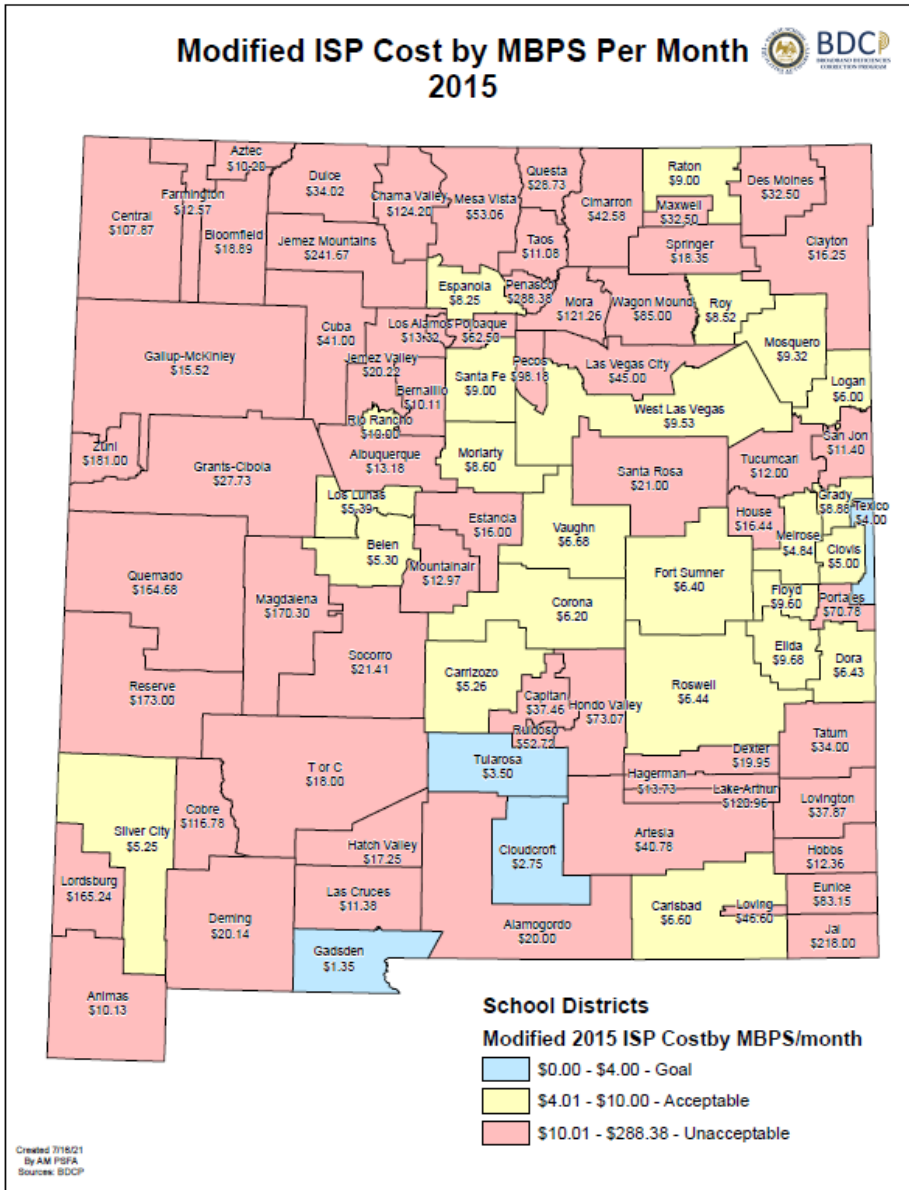 Modified ISP Cost by MBPS Per Month
2015
BDCP
BROADBAND DEFICIENCIES
CORRECTION PROGRAM
Aztec
$10.20
Dulce
$34.02
Chama Valley
$124.20
Mesa Vista
$53.06
Questa
$28.73
Cimarron
$42.58
Raton
$9.00
Maxwell
$32.50
Des Moines
$32.50
Central
$107.87
Farmington
$12.57
Bloomfield
$18.89
Jemez Mountains
$241.67
Taos
$11.08
Springer
$18.35
Clayton
$16.25
Espanola
$8.25
Penasco
$288.38
Mora
$121.26
Wagon Mound
$85.00
Roy
$8.52
Mosquero
$9.32
Cuba
$41.00
Los Alamos
$13.32
Pojoaque
$62.50
Gallup-McKinley
$15.52
Jemez Valley
$20.22
Bernalillo
$10.11
Santa Fe
$9.00
Pecos
$98.18
Las Vegas City
$45.00
Logan
$6.00
West Las Vegas
$9.53
Rio Rancho
$10.00
Zuni
$181.00
Grants-Cibola
$27.73
Albuquerque
$13.18
Moriarty
$8.60
Santa Rosa
$21.00
Tucumcari
$12.00
San Jon
$11.40
Los Lunas
$5.39
Estancia
$16.00
Vaughn
$6.68
House
$16.44
Grady
$8.88
Texico
$4.00
Melrose
$4.84
Clovis
$5.00
Belen
$5.30
Mountainair
$12.97
Quemado
$164.68
Magdalena
$170.30
Fort Sumner
$6.40
Floyd
$9.60
Portales
$70.78
Corona
$6.20
Socorro
$21.41
Carrizozo
$5.26
Elida
$9.68
Dora
$6.43
Reserve
$173.00
Capitan
$37.46
Hondo Valley
$73.07
Roswell
$6.44
Ruidoso
$52.72
Tatum
$34.00
T or C
$18.00
Tularosa
$3.50
Dexter
$19.95
Hagerman
$13.73
Lake Arthur
$120.96
Lovington
$37.87
Silver City
$5.25
Cobre
$116.78
Hatch Valley
$17.25
Cloudcroft
$2.75
Artesia
$40.78
Hobbs
$12.36
Lordsburg
$165.24
Las Cruces
$11.38
Eunice
$83.15
Deming
$20.14
Alamogordo
$20.00
Carlsbad
$6.60
Loving
$46.60
Jal
$218.00
Gadsden
$1.35
Animas
$10.13
School Districts
Modified 2015 ISP Costby MBPS/month
$0.00 - $4.00 - Goal
$4.01 - $10.00 - Acceptable
$10.01 - $288.38 - Unacceptable
Created 7/16/21
By AM PSFA
Sources: BDCP